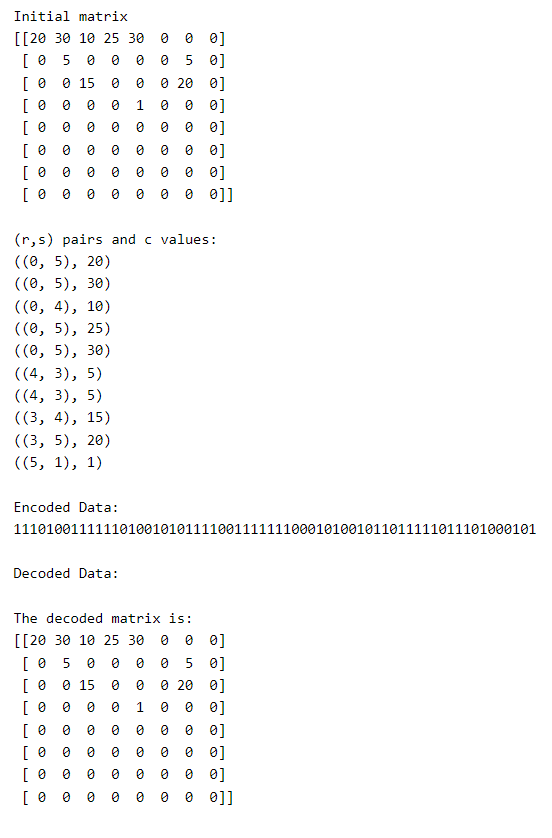 Initial matrix
[[20 30 10 25 30  0  0  0]
 [ 0  5  0  0  0  0  5  0]
 [ 0  0 15  0  0  0 20  0]
 [ 0  0  0  0  1  0  0  0]
 [ 0  0  0  0  0  0  0  0]
 [ 0  0  0  0  0  0  0  0]
 [ 0  0  0  0  0  0  0  0]
 [ 0  0  0  0  0  0  0  0]]
(r,s) pairs and c values:
((0, 5), 20)
((0, 5), 30)
((0, 4), 10)
((0, 5), 25)
((0, 5), 30)
((4, 3), 5)
((4, 3), 5)
((3, 4), 15)
((3, 5), 20)
((5, 1), 1)
Encoded Data:
1110100111111010010101111001111111000101001011011111011101000101
Decoded Data:
The decoded matrix is:
[[20 30 10 25 30  0  0  0]
 [ 0  5  0  0  0  0  5  0]
 [ 0  0 15  0  0  0 20  0]
 [ 0  0  0  0  1  0  0  0]
 [ 0  0  0  0  0  0  0  0]
 [ 0  0  0  0  0  0  0  0]
 [ 0  0  0  0  0  0  0  0]
 [ 0  0  0  0  0  0  0  0]]